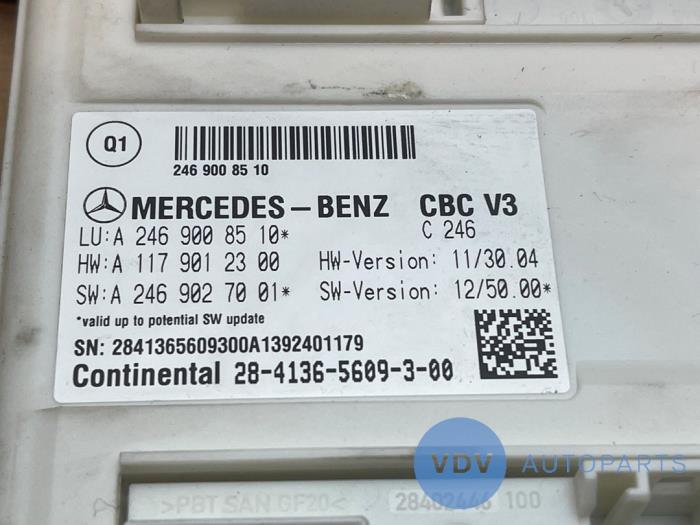 Q1
246 900 85 10
MERCEDES-BENZ CBC V3
LU:A 246 900 85 10* C 246
HW:A 117 901 23 00 HW-Version: 11/30.04
SW:A 246 902 70 01* SW-Version: 12/50.00*
*valid up to potential SW update
SN: 2841365609300A1392401179
Continental 28-4136-5609-3-00
VDV AUTOPARTS
>PBT SAN GF20< 28402446 100